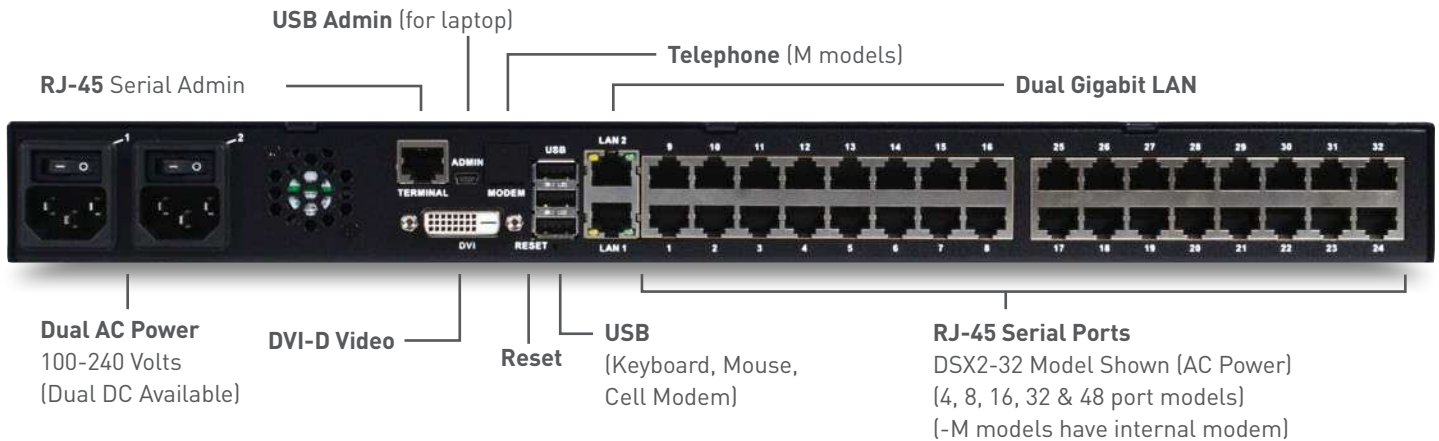 USB Admin (for laptop)
Telephone (M models)
RJ-45 Serial Admin
Dual Gigabit LAN
1
2
TERMINAL
ADMIN
MODEM
USB
LAN 2
9 10 11 12 13 14 15 16
25 26 27 28 29 30 31 32
DVI
RESET
LAN 1
1 2 3 4 5 6 7 8
17 18 19 20 21 22 23 24
Dual AC Power
100-240 Volts
(Dual DC Available)
DVI-D Video
Reset
USB
(Keyboard, Mouse,
Cell Modem)
RJ-45 Serial Ports
DSX2-32 Model Shown (AC Power)
(4, 8, 16, 32 & 48 port models)
(-M models have internal modem)